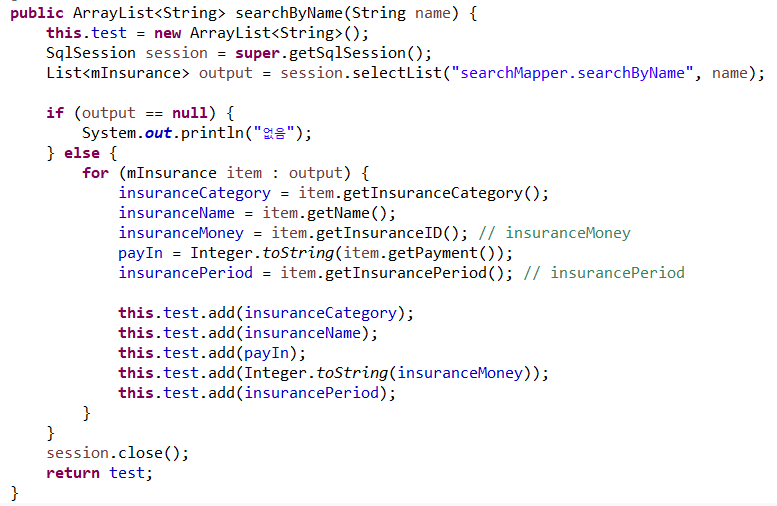 public ArrayList<String> searchByName(String name) {
    this.test = new ArrayList<String>();
    SqlSession session = super.getSqlSession();
    List<mInsurance> output = session.selectList("searchMapper.searchByName", name);

    if (output == null) {
        System.out.println("없음");
    } else {
        for (mInsurance item : output) {
            insuranceCategory = item.getInsuranceCategory();
            insuranceName = item.getName();
            insuranceMoney = item.getInsuranceID(); // insuranceMoney
            payIn = Integer.toString(item.getPayment());
            insurancePeriod = item.getInsurancePeriod(); // insurancePeriod

            this.test.add(insuranceCategory);
            this.test.add(insuranceName);
            this.test.add(payIn);
            this.test.add(Integer.toString(insuranceMoney));
            this.test.add(insurancePeriod);
        }
    }
    session.close();
    return test;
}